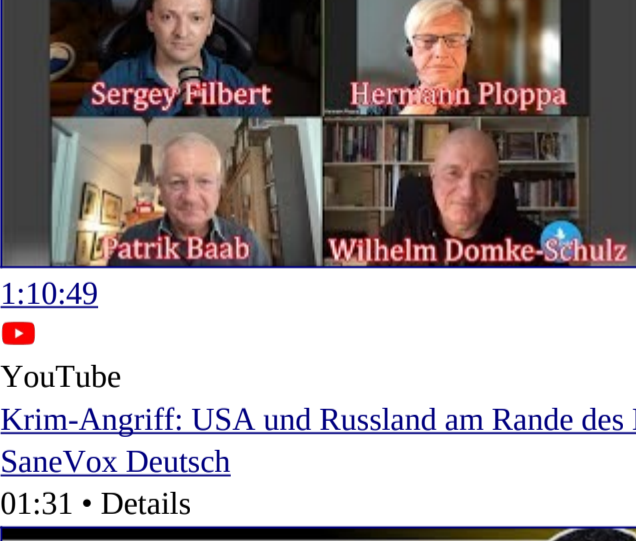 Sergey Filbert
Hermann Ploppa
Patrik Baab
Wilhelm Domke-Schulz
1:10:49
YouTube
Krim-Angriff: USA und Russland am Rande des
SaneVox Deutsch
01:31 • Details